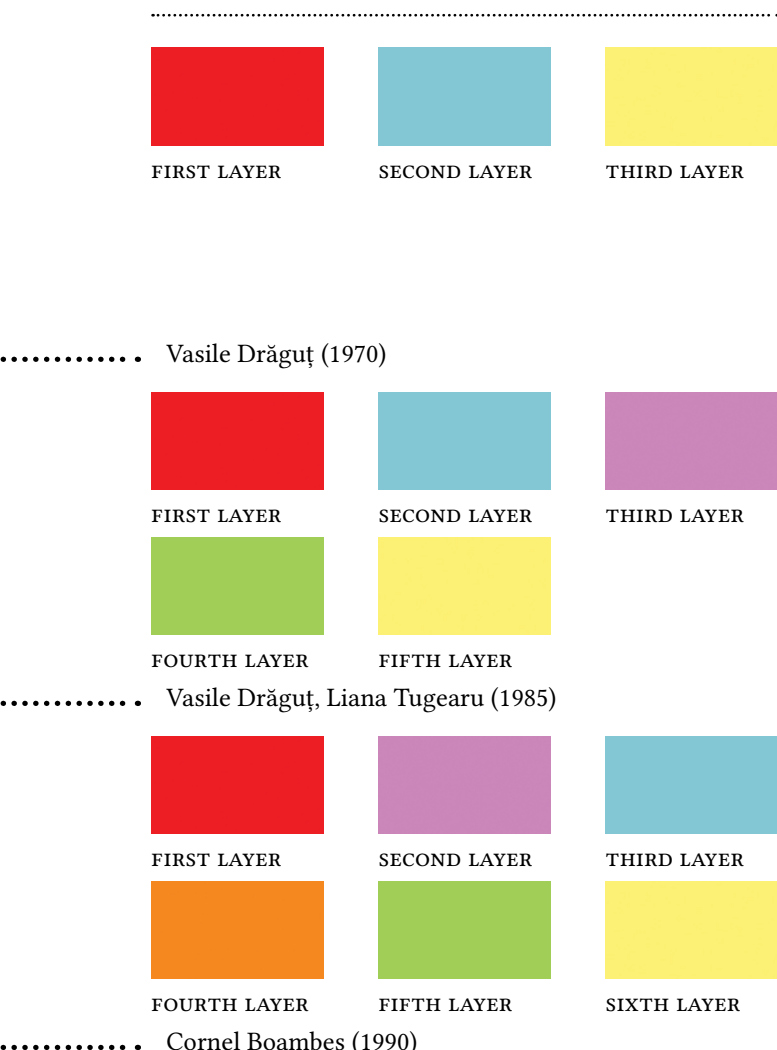 FIRST LAYER SECOND LAYER THIRD LAYER
Vasile Drăguț (1970)
FIRST LAYER SECOND LAYER THIRD LAYER
FOURTH LAYER FIFTH LAYER
Vasile Drăguț, Liana Tugearu (1985)
FIRST LAYER SECOND LAYER THIRD LAYER
FOURTH LAYER FIFTH LAYER SIXTH LAYER
Cornel Boambeș (1990)